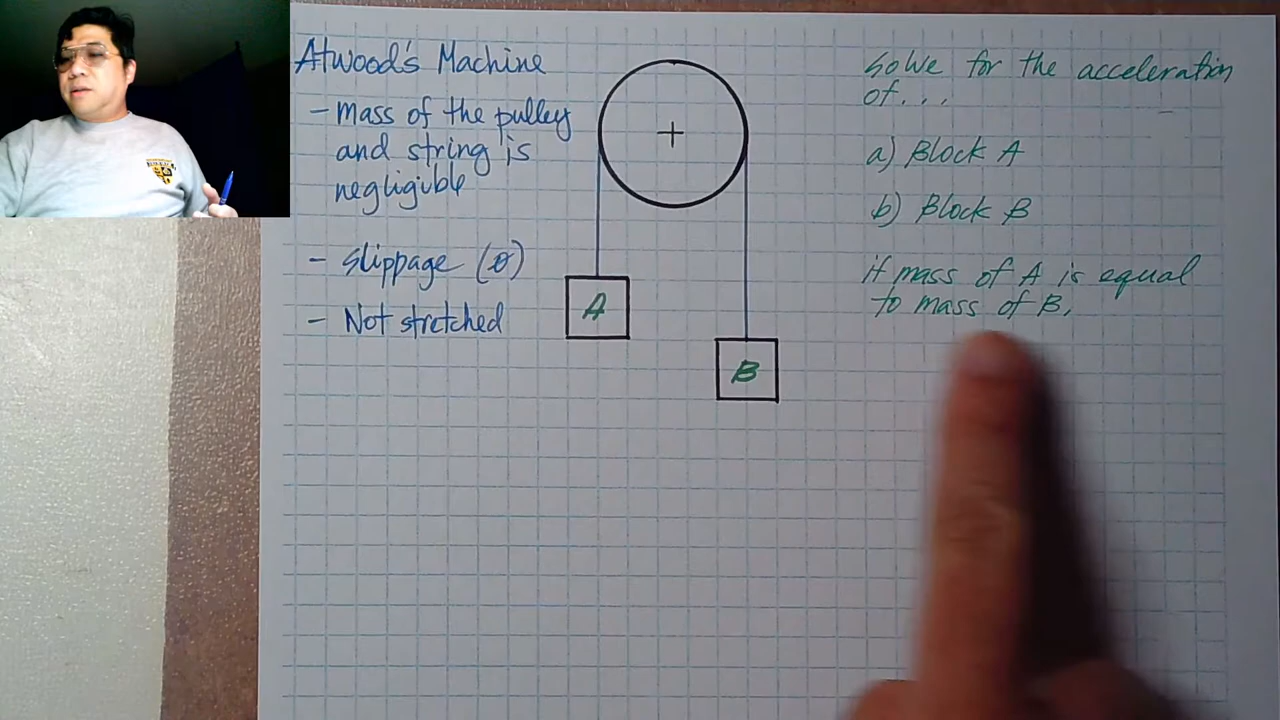 Atwood's Machine
- Mass of the pulley
and string is
negligible
- Slippage (∅)
- Not stretched
A
B
Solve for the acceleration
of...
a) Block A
b) Block B
if mass of A is equal
to mass of B.